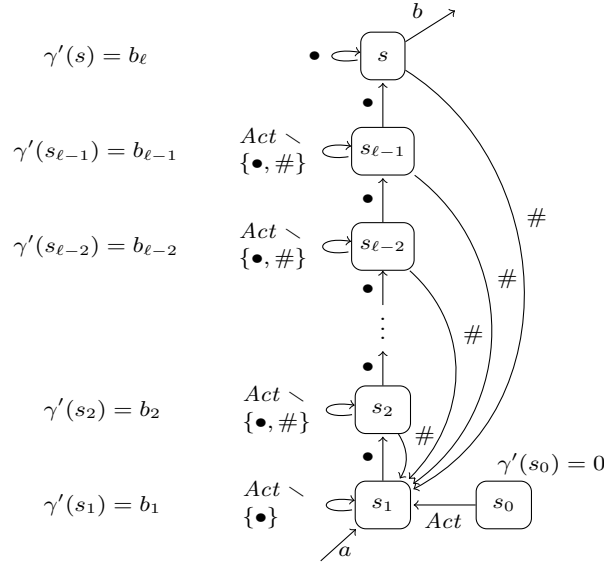 b
γ′(s) = b_ℓ • s
•
γ′(s_{ℓ−1}) = b_{ℓ−1} Act ∖ {•, #} s_{ℓ−1}
• #
γ′(s_{ℓ−2}) = b_{ℓ−2} Act ∖ {•, #} s_{ℓ−2}
#
•
⋮ #
•
γ′(s_2) = b_2 Act ∖ {•, #} s_2
#
• γ′(s_0) = 0
γ′(s_1) = b_1 Act ∖ {•} s_1 Act s_0
a